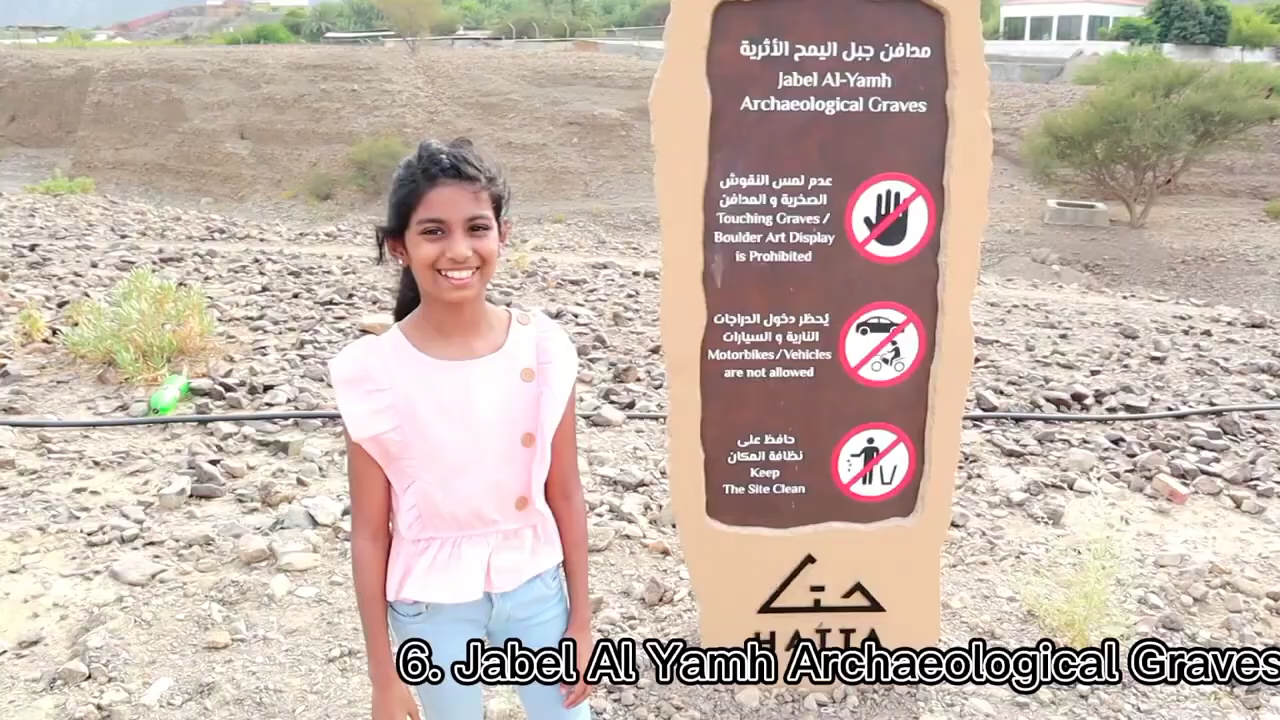 مدافن جبل اليمح الأثرية
Jabel Al-Yamh
Archaeological Graves
عدم لمس النقوش
الصخرية و المدافن
Touching Graves /
Boulder Art Display
is Prohibited
يُحظر دخول الدراجات
النارية و السيارات
Motorbikes / Vehicles
are not allowed
حافظ على
نظافة المكان
Keep
The Site Clean
حتا
HATTA
6. Jabel Al Yamh Archaeological Graves